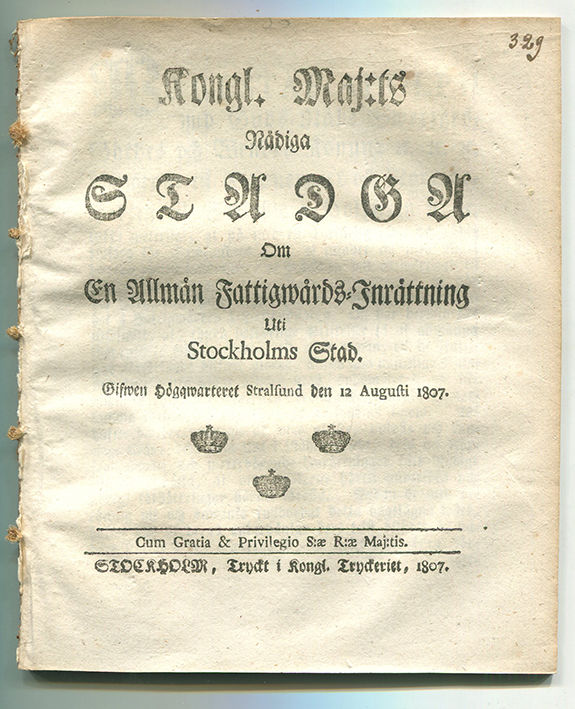 329
Kongl. Maj:ts
Nådiga
STADGA
Om
En Allmän Fattigwårds-Inrättning
Uti
Stockholms Stad.
Gifwen Högqwarteret Stralsund den 12 Augusti 1807.
Cum Gratia & Privilegio S:æ R:æ Maj:tis.
STOCKHOLM, Tryckt i Kongl. Tryckeriet, 1807.